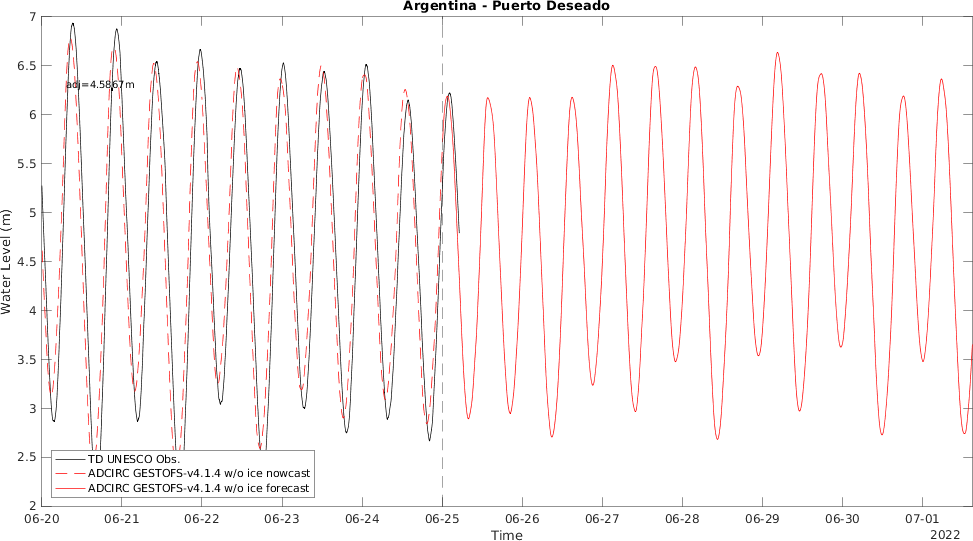 Argentina - Puerto Deseado
7
6.5
adj=4.5867m
6
5.5
5
4.5
4
3.5
3
2.5
2
Water Level (m)
TD UNESCO Obs.
ADCIRC GESTOFS-v4.1.4 w/o ice nowcast
ADCIRC GESTOFS-v4.1.4 w/o ice forecast
06-20 06-21 06-22 06-23 06-24 06-25 06-26 06-27 06-28 06-29 06-30 07-01
Time
2022